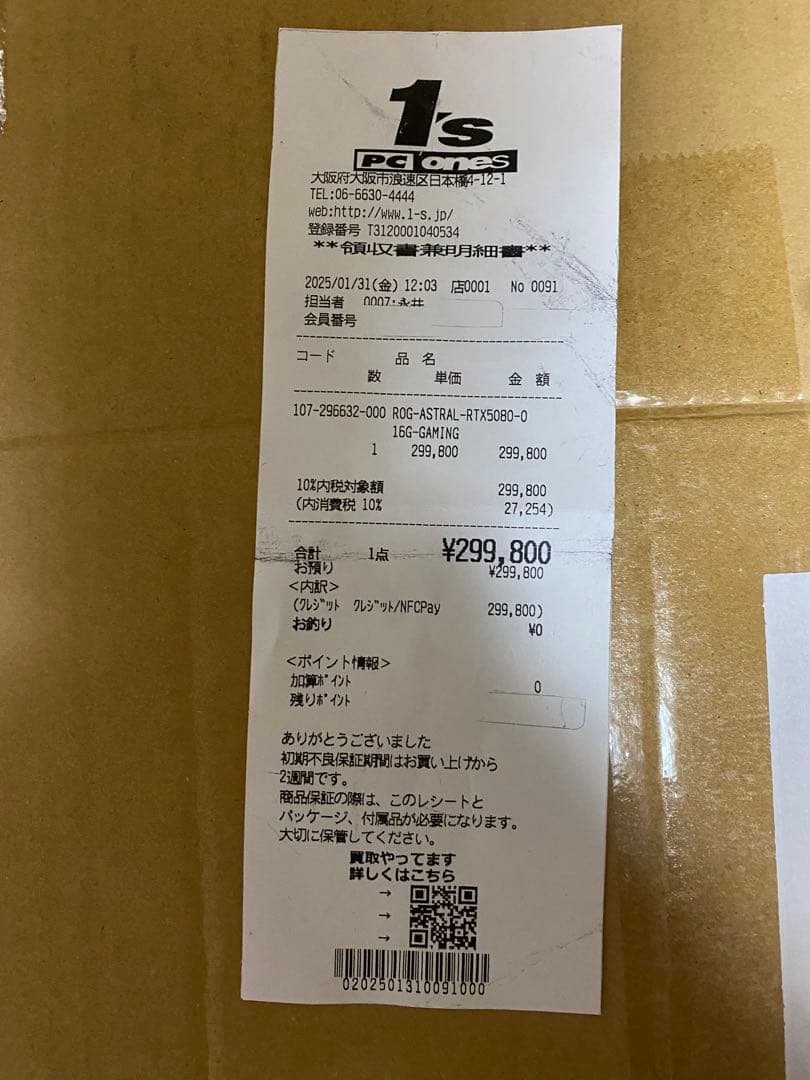 1's
PC one's
大阪府大阪市浪速区日本橋4-12-1
TEL:06-6630-4444
web:http://www.1-s.jp/
登録番号 T3120001040534
**領収書兼明細書**
2025/01/31(金) 12:03 店0001 No 0091
担当者 0007:永井
会員番号
コード 品 名
数 単価 金 額
107-296632-000 ROG-ASTRAL-RTX5080-O
16G-GAMING
1 299,800 299,800
10%内税対象額 299,800
(内消費税 10% 27,254)
合計 1点 ¥299,800
お預り ¥299,800
<内訳>
(クレジット クレジット/NFCPay 299,800)
お釣り ¥0
<ポイント情報>
加算ポイント 0
残りポイント
ありがとうございました
初期不良保証期間はお買い上げから
2週間です。
商品保証の際は、このレシートと
パッケージ、付属品が必要になります。
大切に保管してください。
買取やってます
詳しくはこちら
→
→
→
0202501310091000